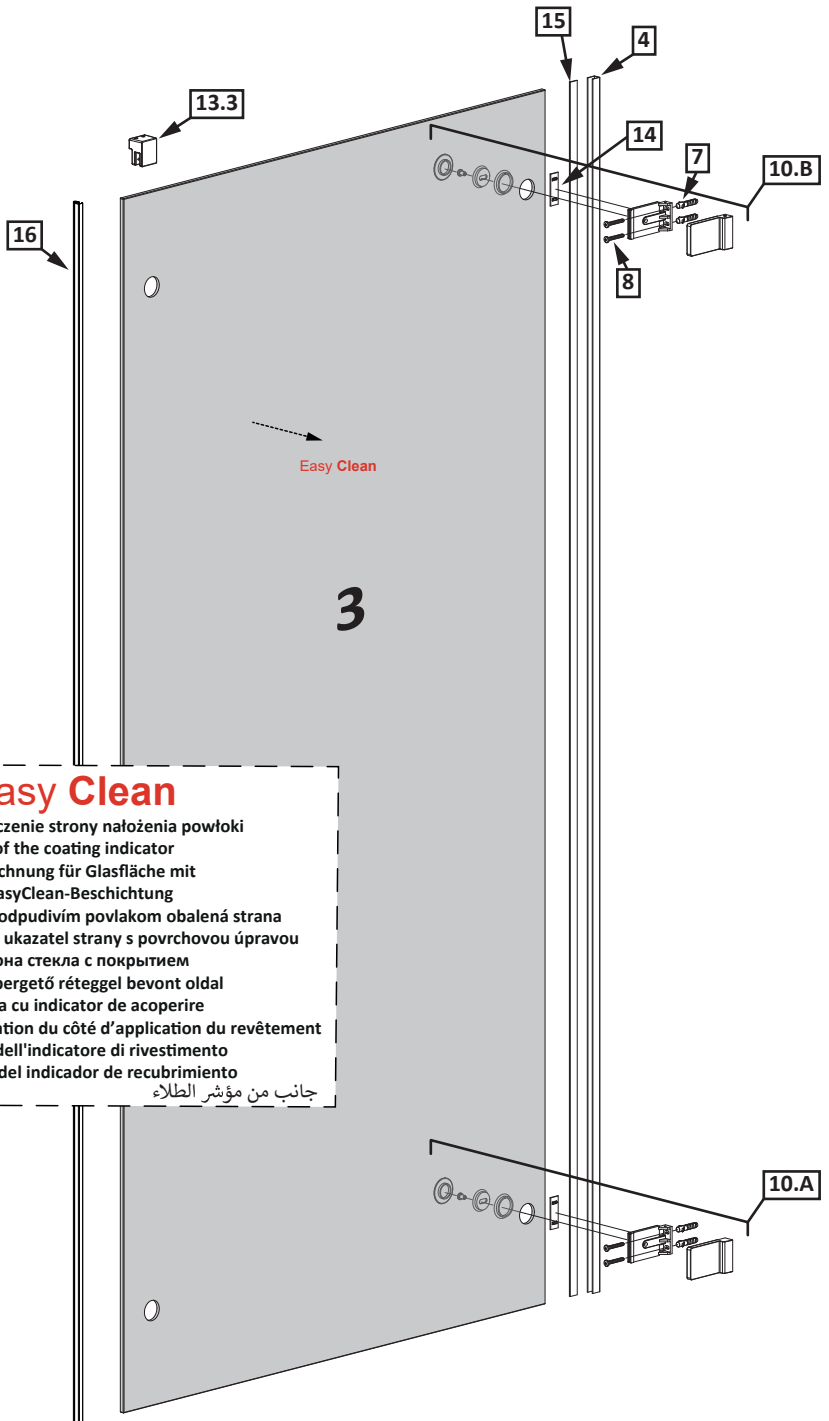 15
4
13.3
14
7
10.B
16
8
Easy Clean
3
asy Clean
czenie strony nałożenia powłoki
of the coating indicator
chnung für Glasfläche mit
asyClean-Beschichtung
odpudivím povlakom obalená strana
ukazatel strany s povrchovou úpravou
она стекла с покрытием
pergető réteggel bevont oldal
a cu indicator de acoperire
ation du côté d'application du revêtement
dell'indicatore di rivestimento
del indicador de recubrimiento
جانب من مؤشر الطلاء
10.A